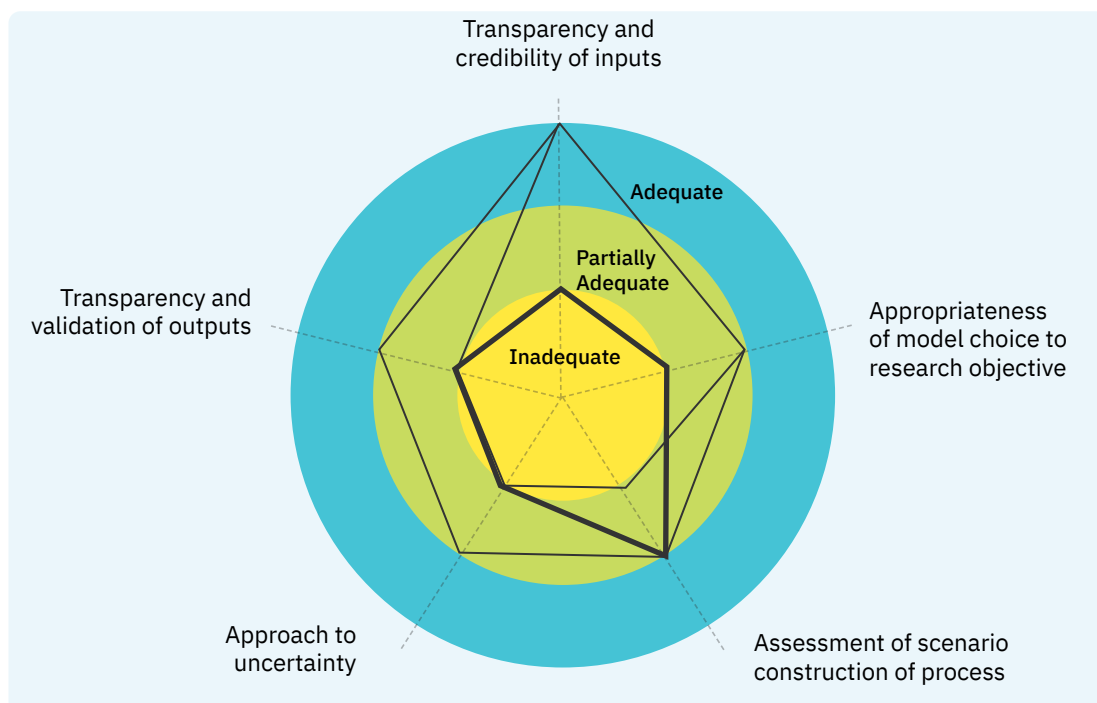 Transparency and
credibility of inputs
Adequate
Partially
Adequate
Inadequate
Transparency and
validation of outputs
Appropriateness
of model choice to
research objective
Approach to
uncertainty
Assessment of scenario
construction of process